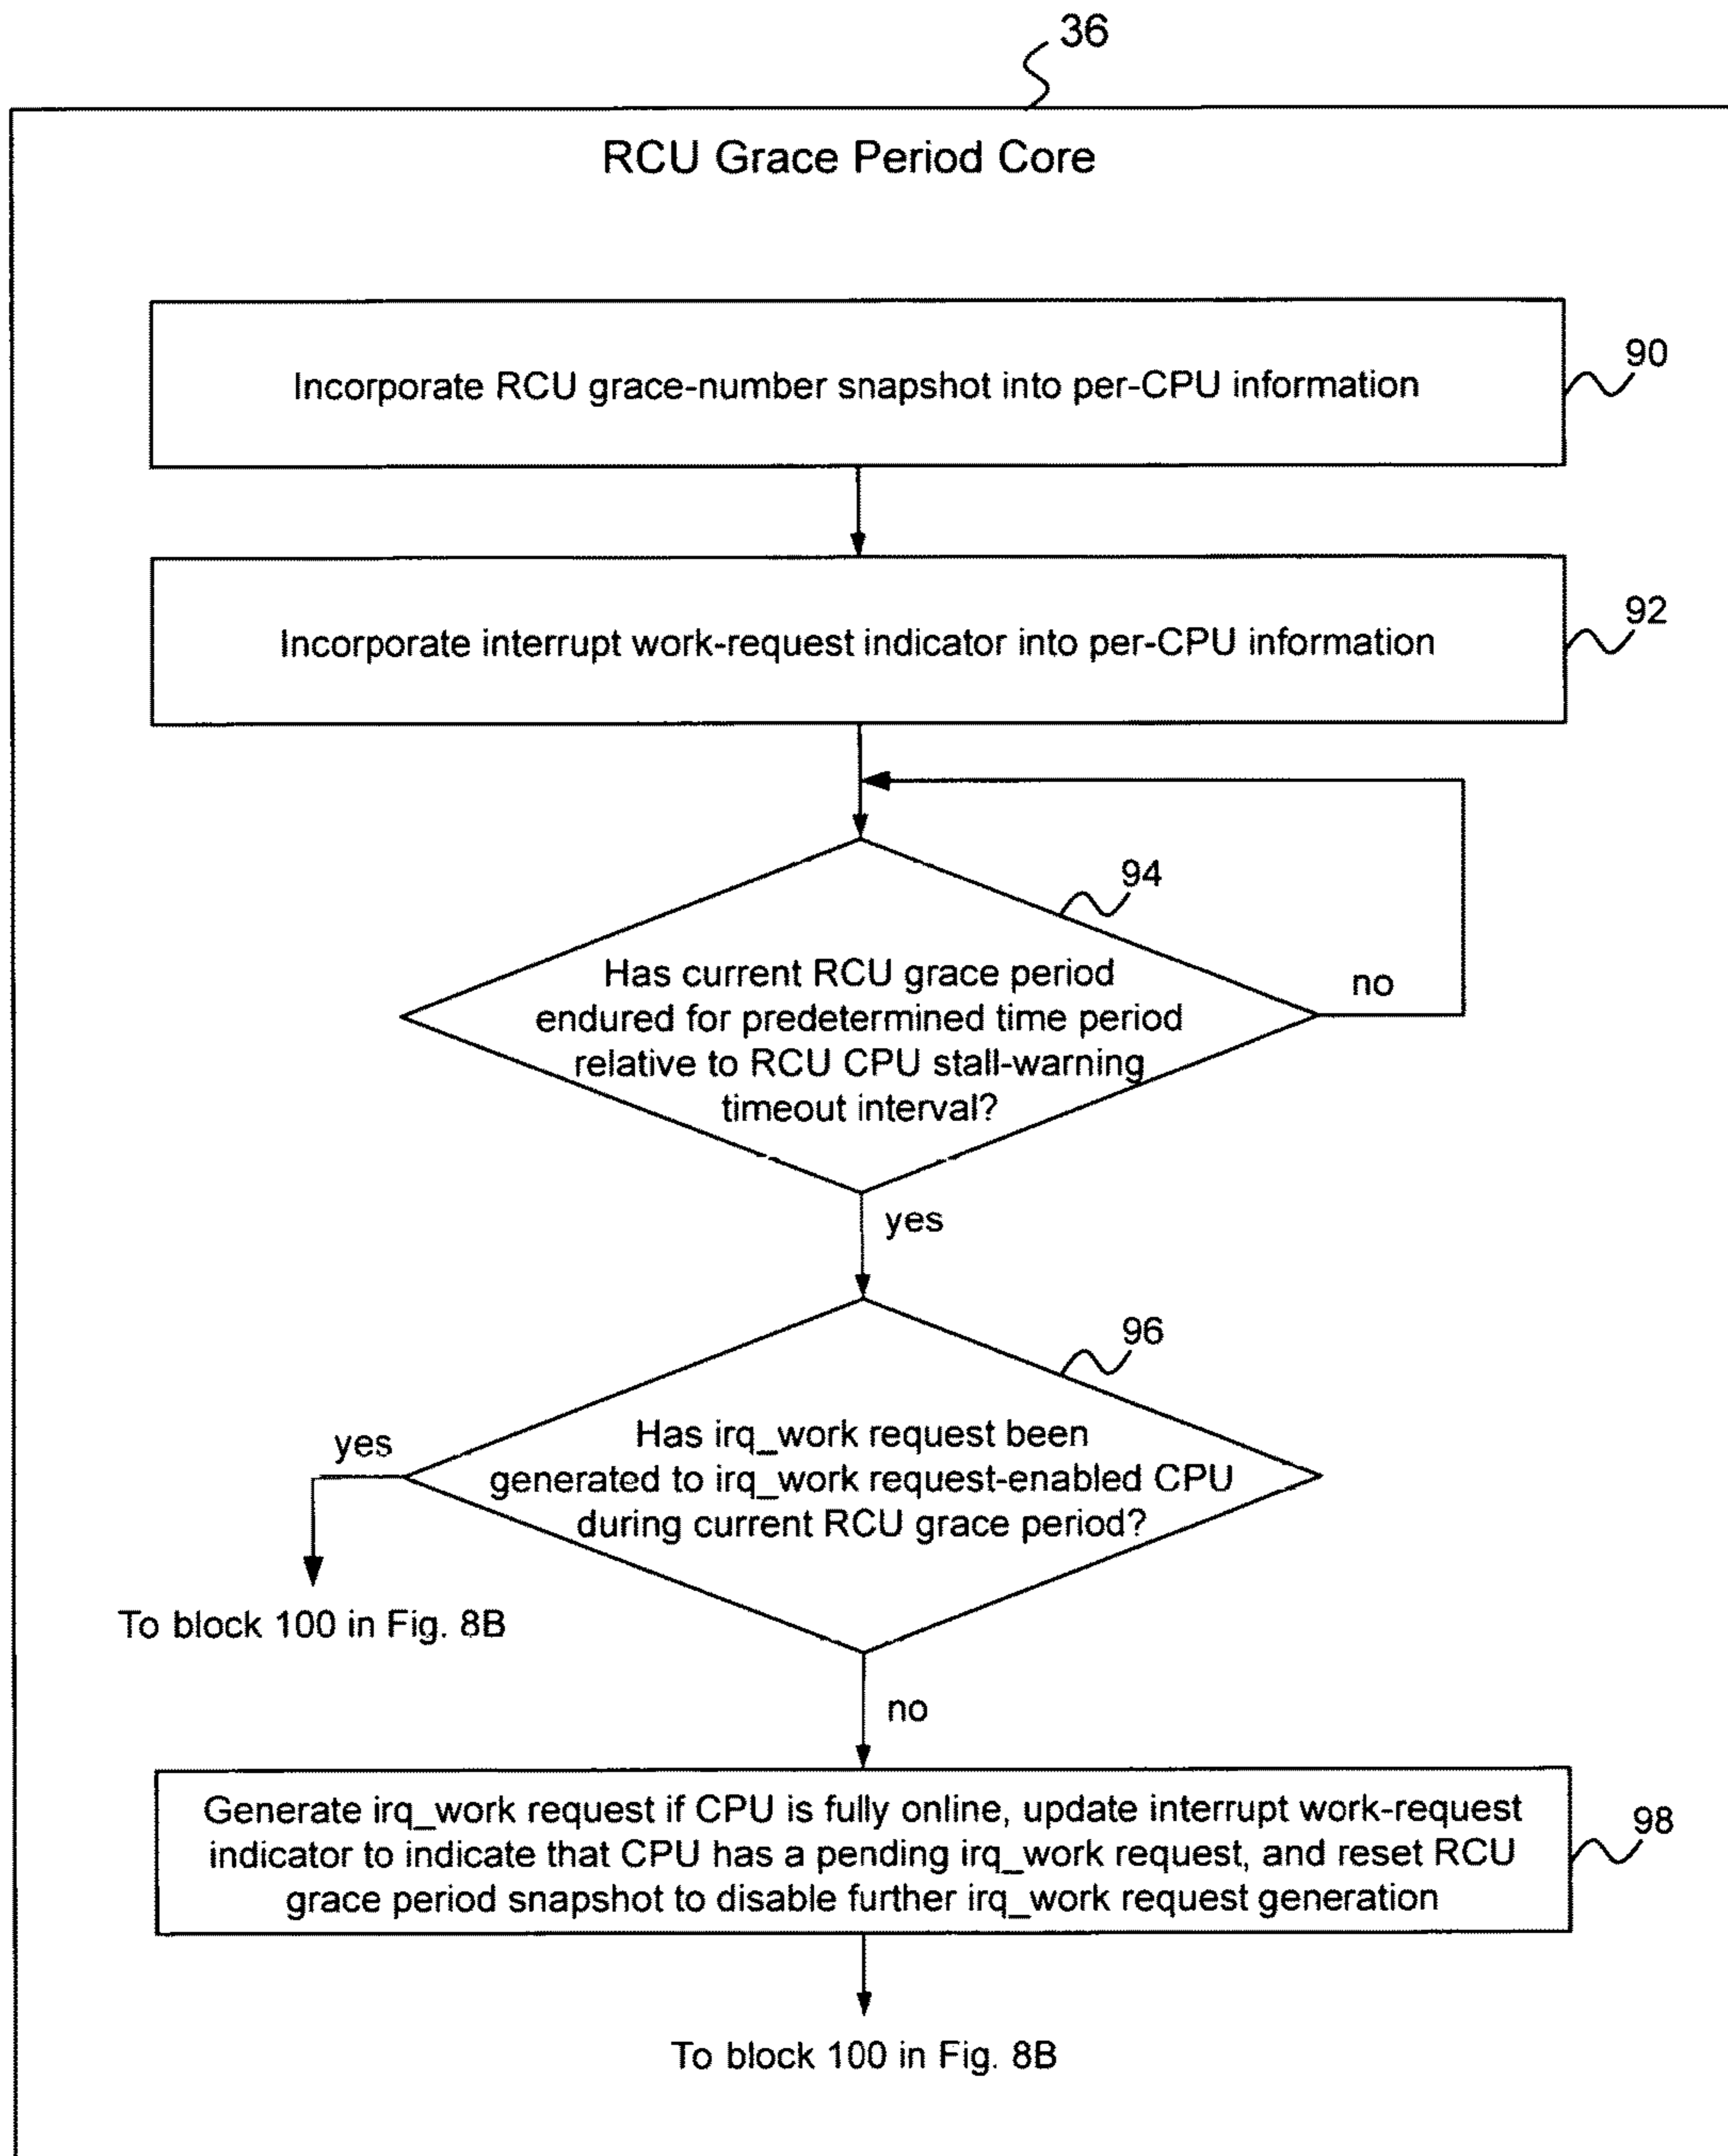 36
RCU Grace Period Core
Incorporate RCU grace-number snapshot into per-CPU information
90
Incorporate interrupt work-request indicator into per-CPU information
92
94
Has current RCU grace period
endured for predetermined time period
relative to RCU CPU stall-warning
timeout interval?
no
yes
96
Has irq_work request been
generated to irq_work request-enabled CPU
during current RCU grace period?
yes
To block 100 in Fig. 8B
no
Generate irq_work request if CPU is fully online, update interrupt work-request
indicator to indicate that CPU has a pending irq_work request, and reset RCU
grace period snapshot to disable further irq_work request generation
98
To block 100 in Fig. 8B